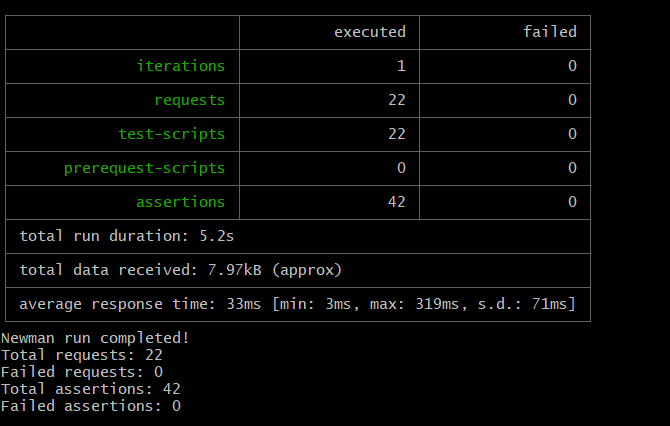 executed failed
iterations 1 0
requests 22 0
test-scripts 22 0
prerequest-scripts 0 0
assertions 42 0
total run duration: 5.2s
total data received: 7.97kB (approx)
average response time: 33ms [min: 3ms, max: 319ms, s.d.: 71ms]
Newman run completed!
Total requests: 22
Failed requests: 0
Total assertions: 42
Failed assertions: 0